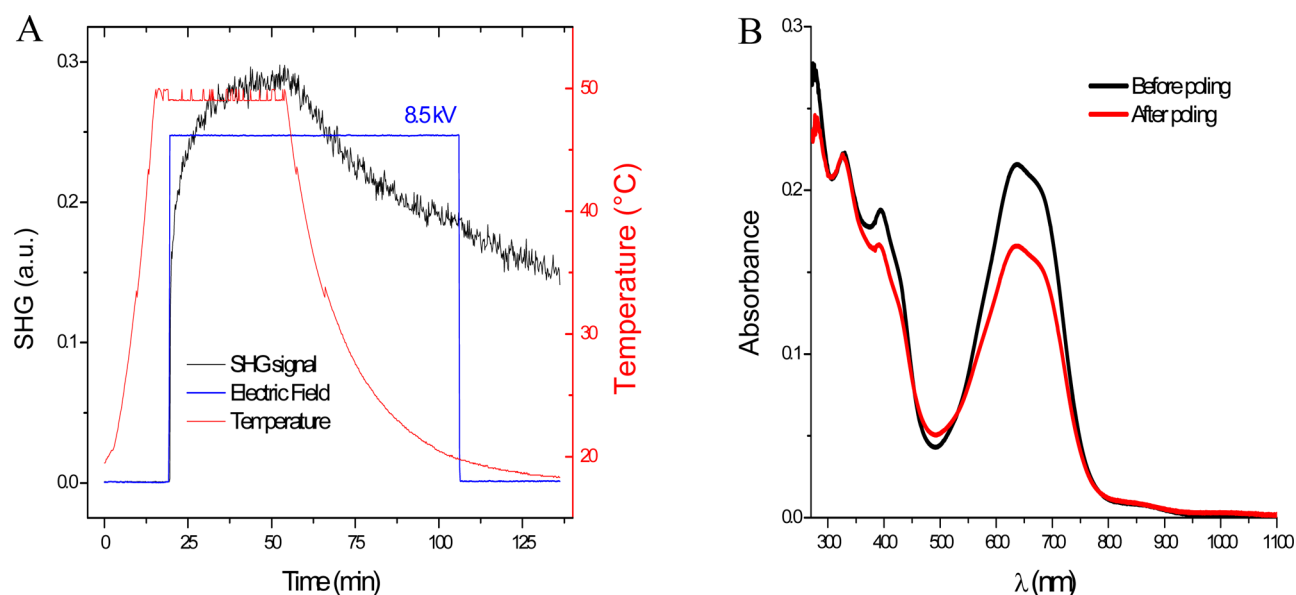 A
SHG (a.u.)
0.3
0.2
0.1
0.0
8.5 kV
SHG signal
Electric Field
Temperature
50
40
30
20
Temperature (°C)
0 25 50 75 100 125
Time (min)
B
Absorbance
0.3
0.2
0.1
0.0
Before poling
After poling
300 400 500 600 700 800 900 1000 1100
λ (nm)